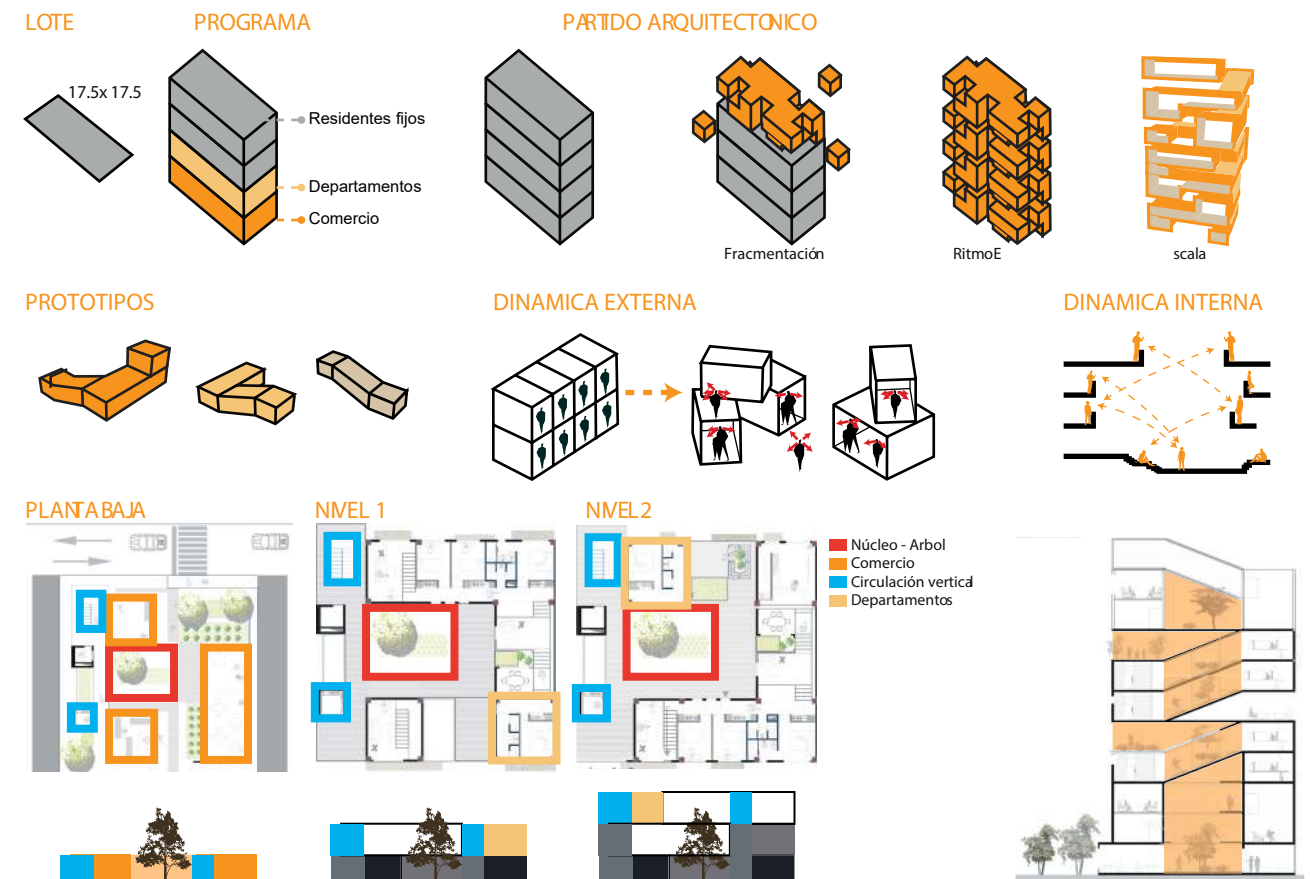 LOTE
PROGRAMA
PARTIDO ARQUITECTONICO
17.5x 17.5
Residentes fijos
Departamentos
Comercio
Fracmentación
RitmoE
scala
PROTOTIPOS
DINAMICA EXTERNA
DINAMICA INTERNA
PLANTA BAJA
NIVEL 1
NIVEL 2
Núcleo - Arbol
Comercio
Circulación vertical
Departamentos